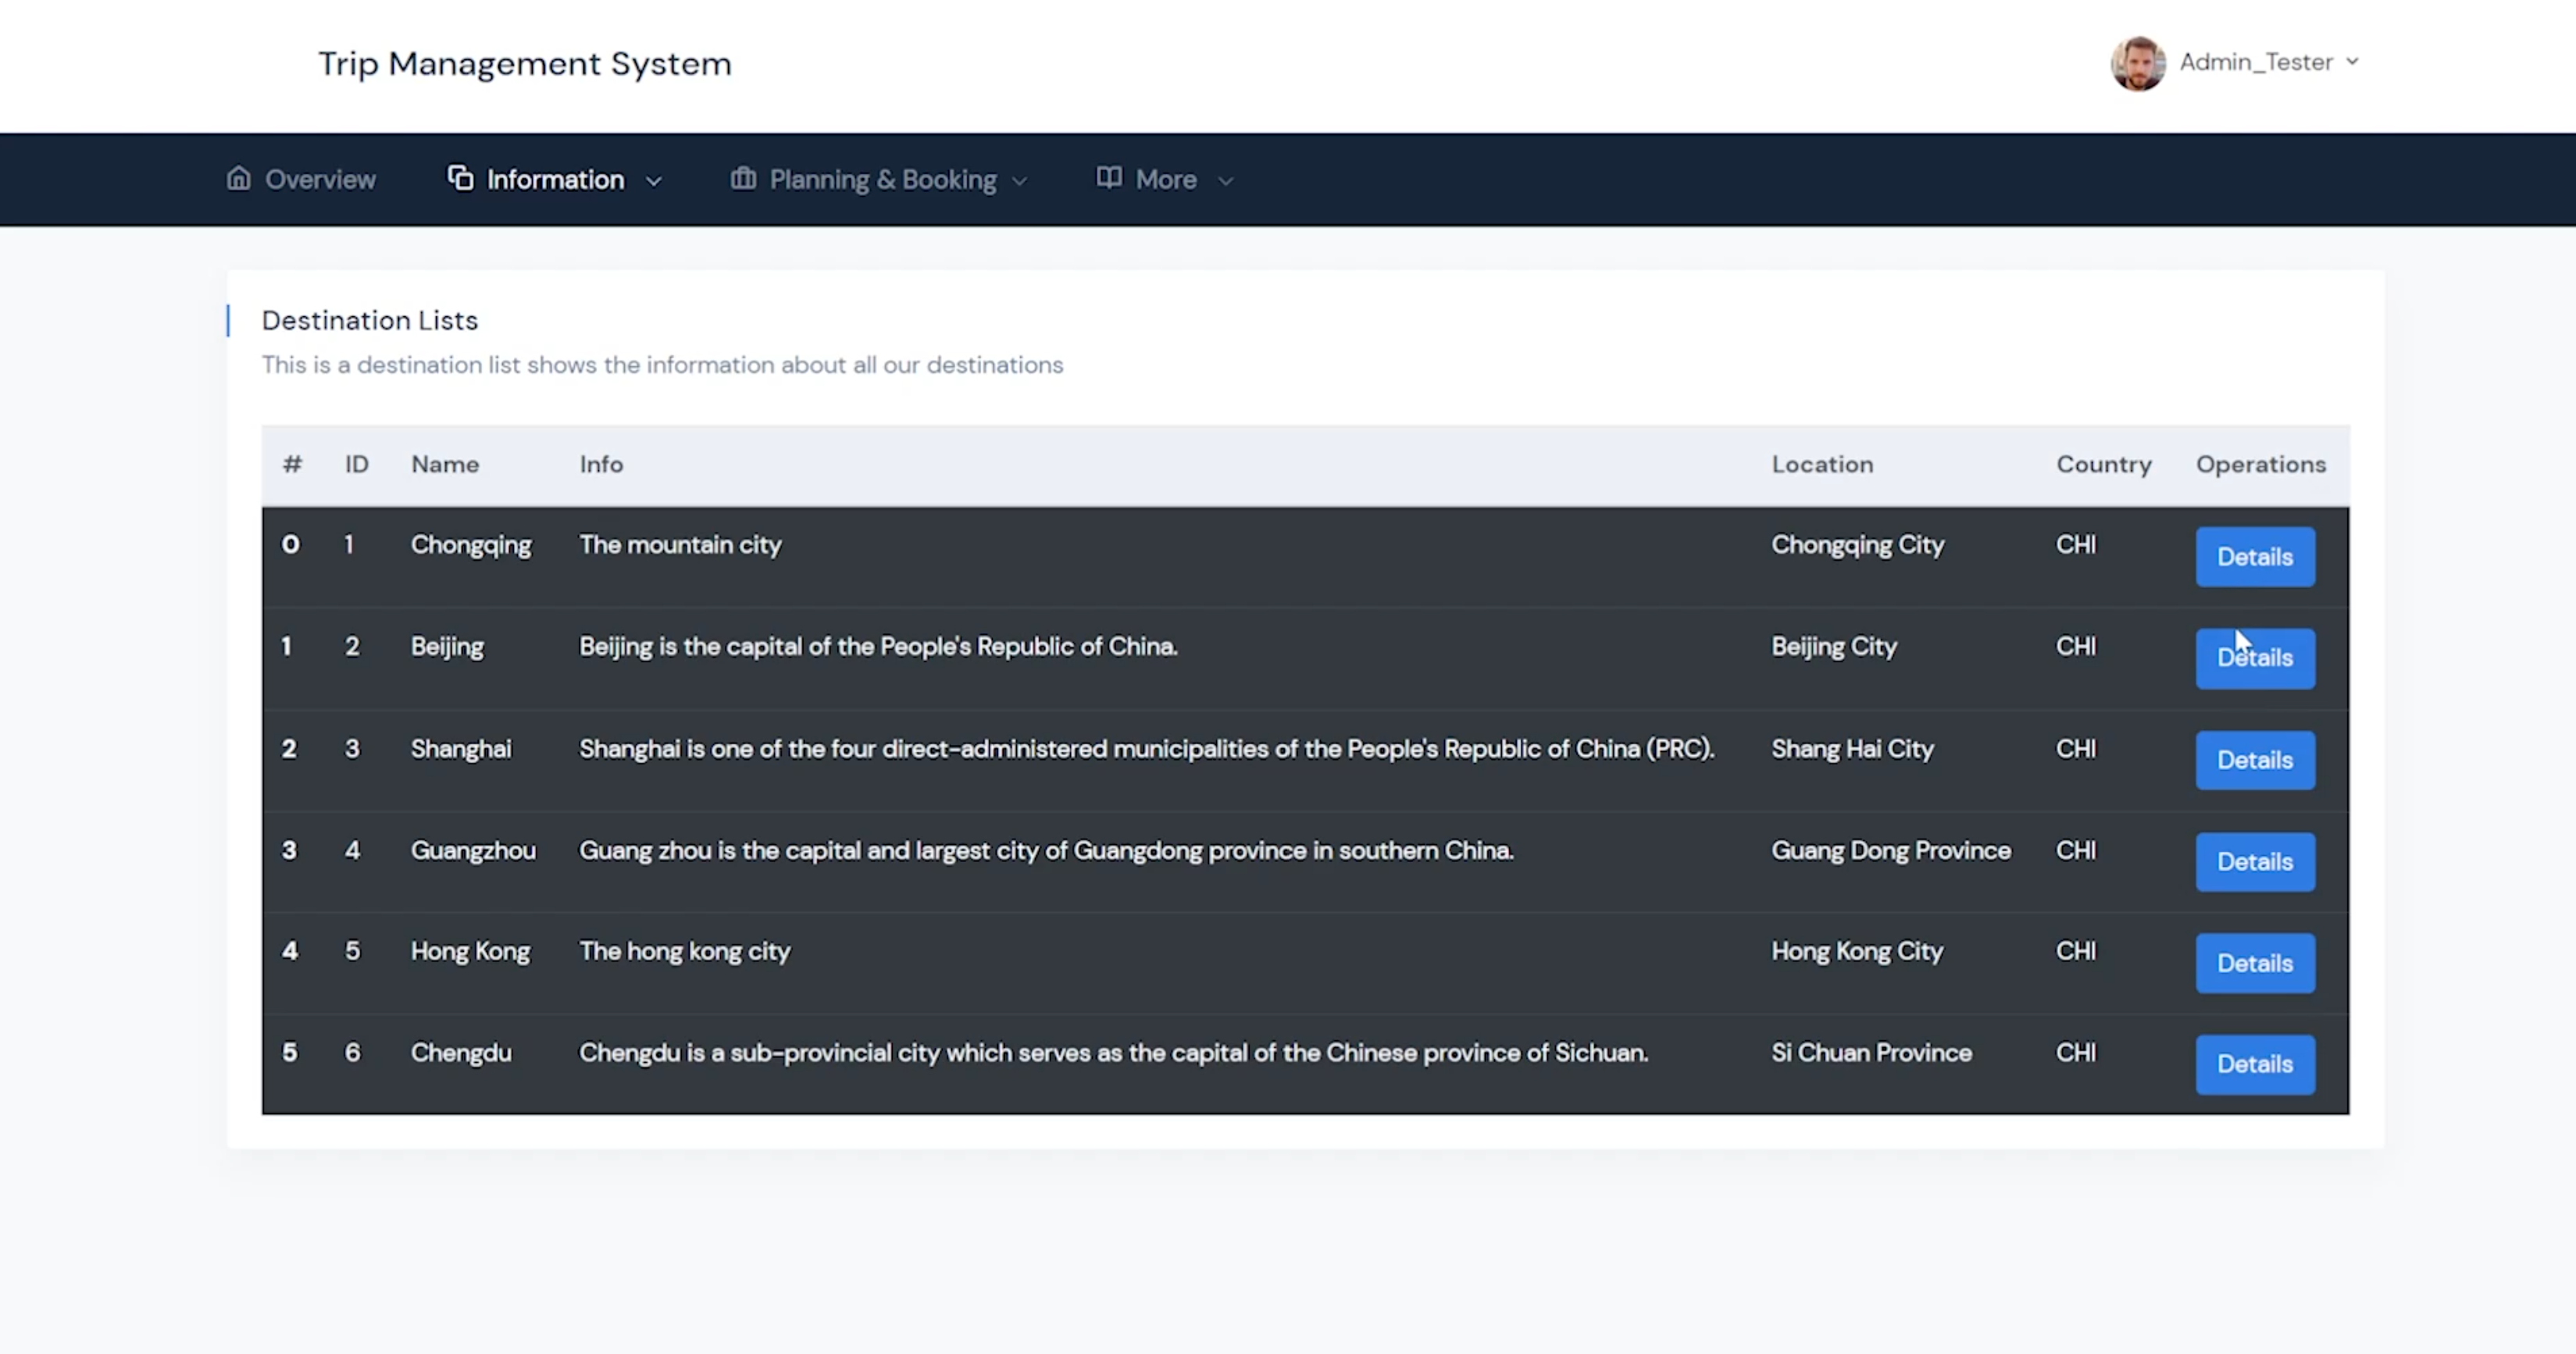 Trip Management System
Admin_Tester
Overview Information Planning & Booking More
Destination Lists
This is a destination list shows the information about all our destinations
# ID Name Info Location Country Operations
0 1 Chongqing The mountain city Chongqing City CHI Details
1 2 Beijing Beijing is the capital of the People's Republic of China. Beijing City CHI Details
2 3 Shanghai Shanghai is one of the four direct-administered municipalities of the People's Republic of China (PRC). Shang Hai City CHI Details
3 4 Guangzhou Guang zhou is the capital and largest city of Guangdong province in southern China. Guang Dong Province CHI Details
4 5 Hong Kong The hong kong city Hong Kong City CHI Details
5 6 Chengdu Chengdu is a sub-provincial city which serves as the capital of the Chinese province of Sichuan. Si Chuan Province CHI Details